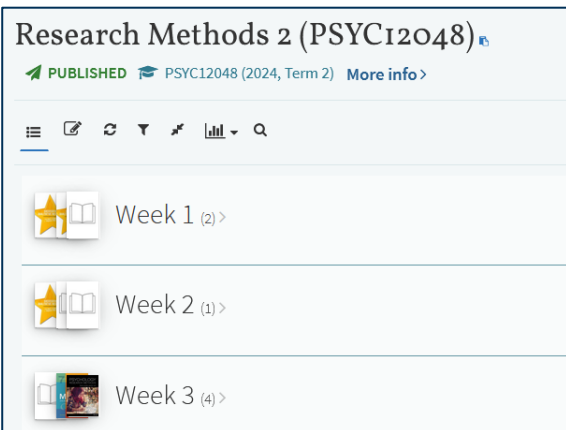 Research Methods 2 (PSYC12048)
PUBLISHED PSYC12048 (2024, Term 2) More info >
Week 1 (2) >
Week 2 (1) >
Week 3 (4) >